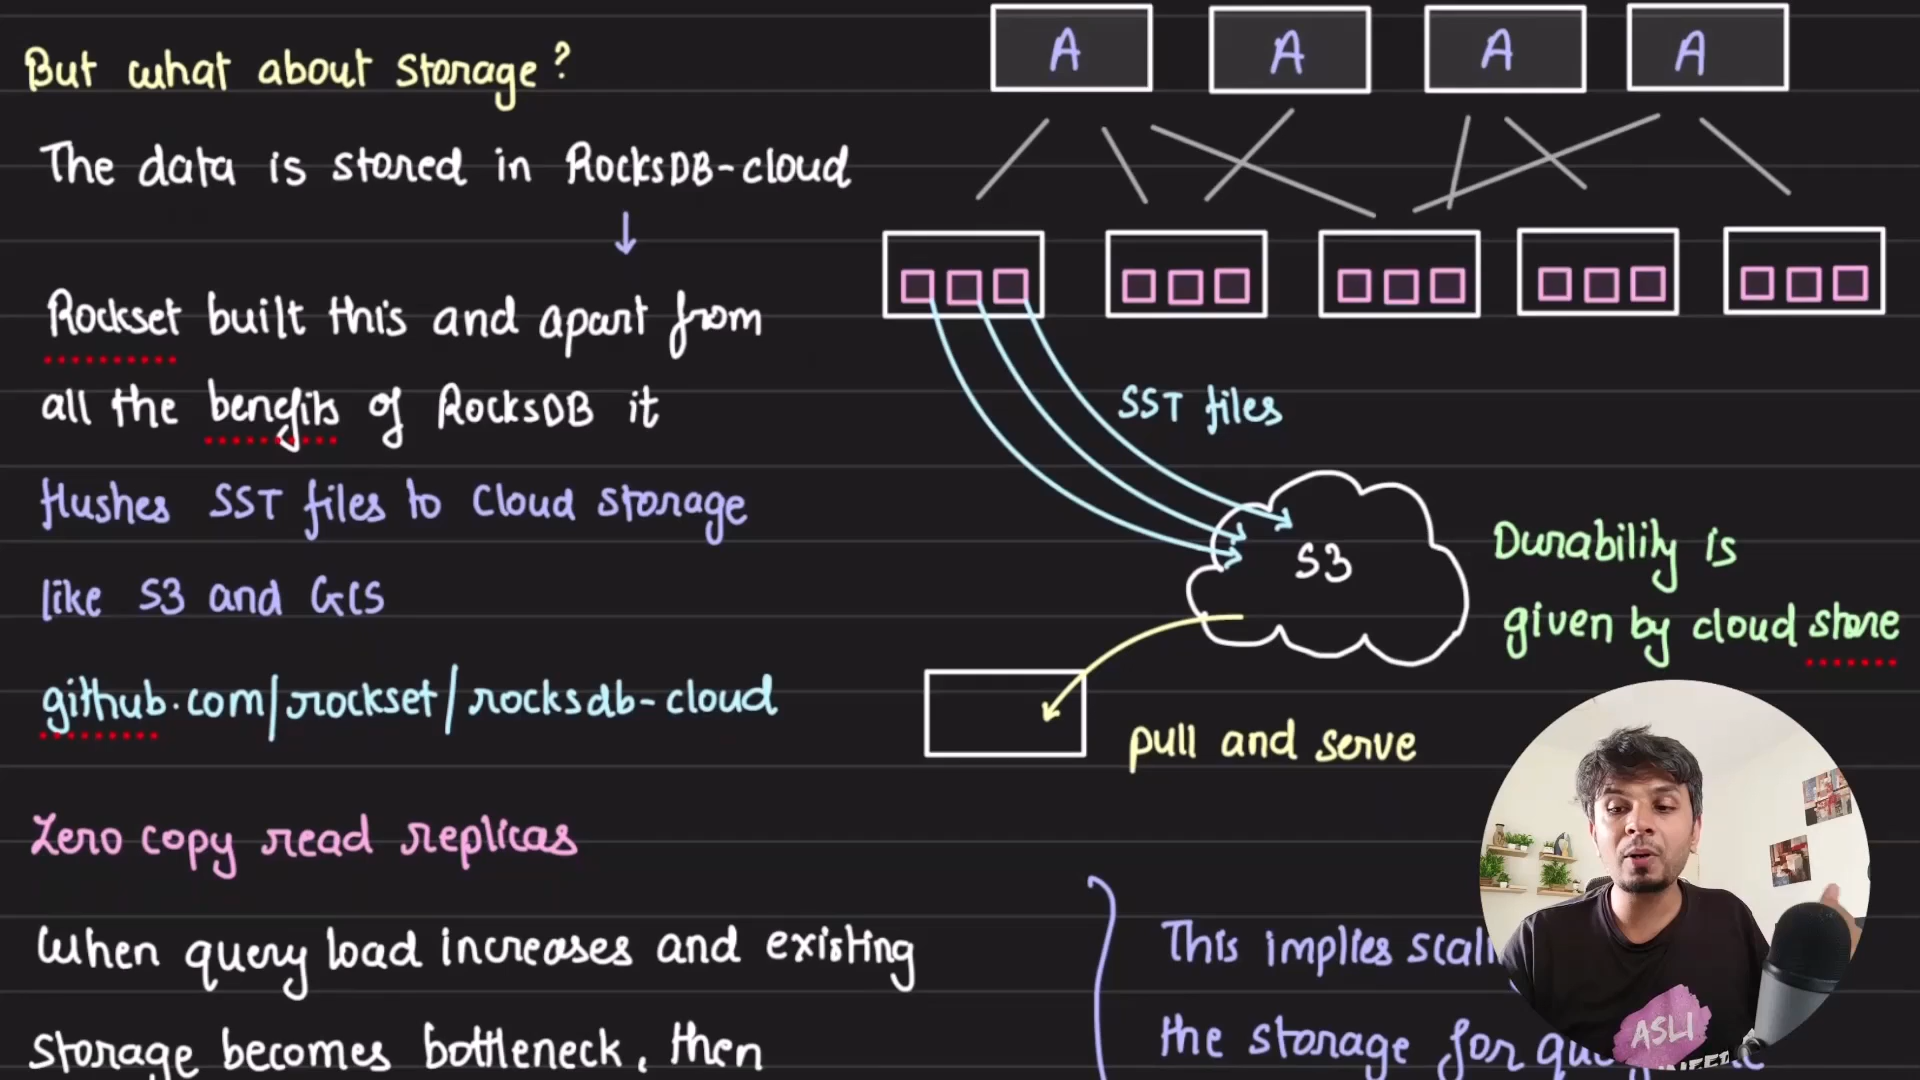 But what about storage?
The data is stored in RocksDB-cloud
Rockset built this and apart from
all the benefits of RocksDB it
flushes SST files to cloud storage
like S3 and GCS
github.com/rockset/rocksdb-cloud
Zero copy read replicas
When query load increases and existing
storage becomes bottleneck, then
A A A A
SST files
S3
Durability is
given by cloud store
pull and serve
This implies scali
the storage for qu
ASLI